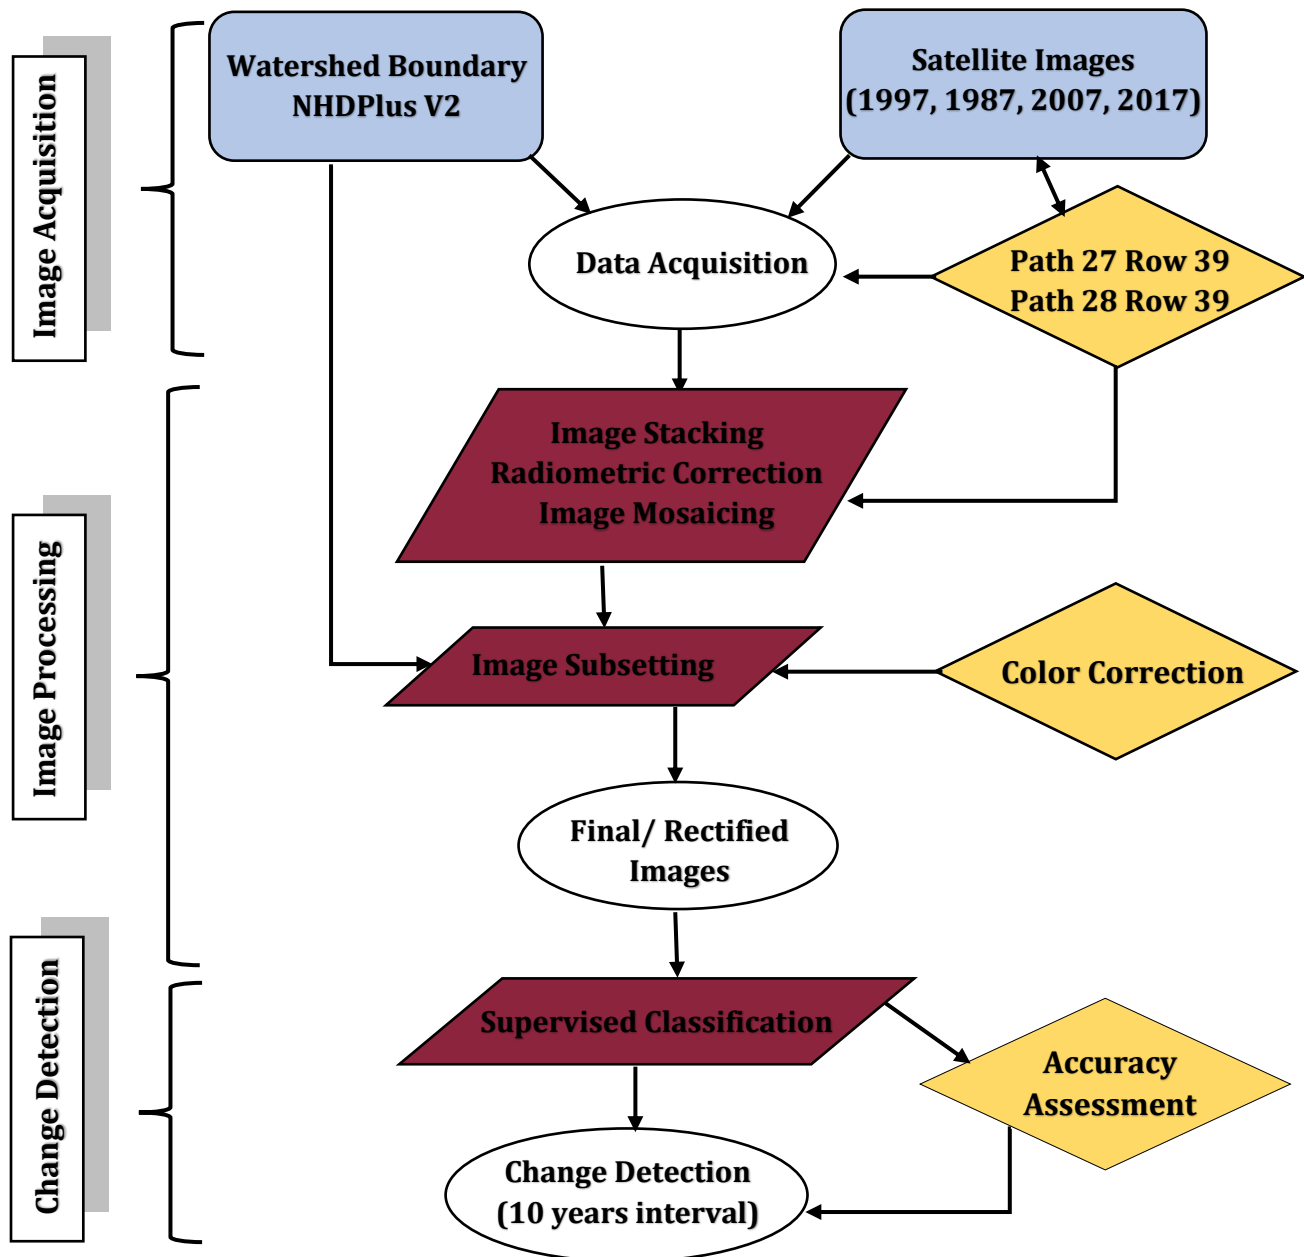 Image Acquisition
Watershed Boundary
NHDPlus V2
Satellite Images
(1997, 1987, 2007, 2017)
Data Acquisition
Path 27 Row 39
Path 28 Row 39
Image Processing
Image Stacking
Radiometric Correction
Image Mosaicing
Image Subsetting
Color Correction
Final/ Rectified
Images
Change Detection
Supervised Classification
Accuracy
Assessment
Change Detection
(10 years interval)